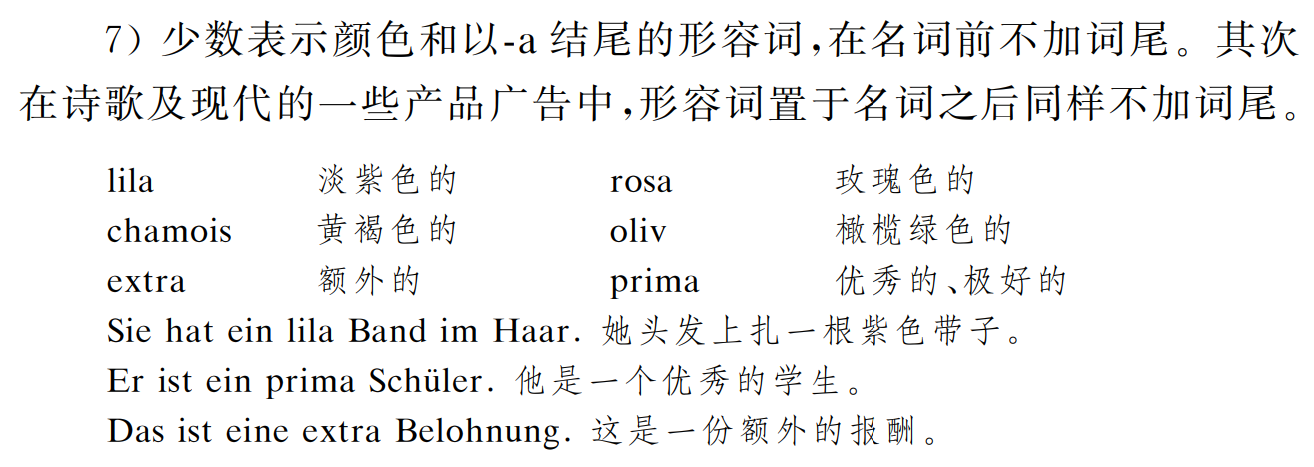 7）少数表示颜色和以-a 结尾的形容词,在名词前不加词尾。其次
在诗歌及现代的一些产品广告中,形容词置于名词之后同样不加词尾。
lila 淡紫色的 rosa 玫瑰色的
chamois 黄褐色的 oliv 橄榄绿色的
extra 额外的 prima 优秀的、极好的
Sie hat ein lila Band im Haar. 她头发上扎一根紫色带子。
Er ist ein prima Schüler. 他是一个优秀的学生。
Das ist eine extra Belohnung. 这是一份额外的报酬。